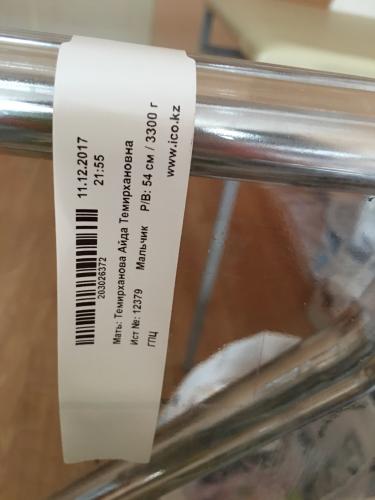 11.12.2017
21:55
203026372
Мать: Темирханова Айда Темирхановна
Ист №: 12379 Мальчик Р/В: 54 см / 3300 г
ГПЦ
www.ico.kz